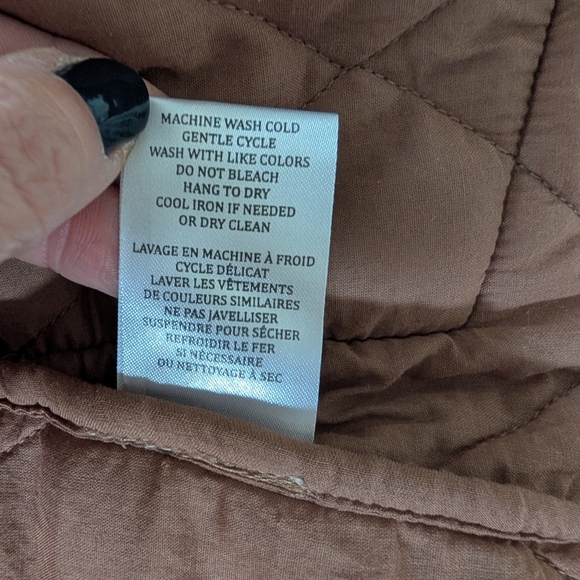 MACHINE WASH COLD
GENTLE CYCLE
WASH WITH LIKE COLORS
DO NOT BLEACH
HANG TO DRY
COOL IRON IF NEEDED
OR DRY CLEAN
LAVAGE EN MACHINE À FROID
CYCLE DÉLICAT
LAVER LES VÊTEMENTS
DE COULEURS SIMILAIRES
NE PAS JAVELLISER
SUSPENDRE POUR SÉCHER
REFROIDIR LE FER
SI NÉCESSAIRE
OU NETTOYAGE À SEC